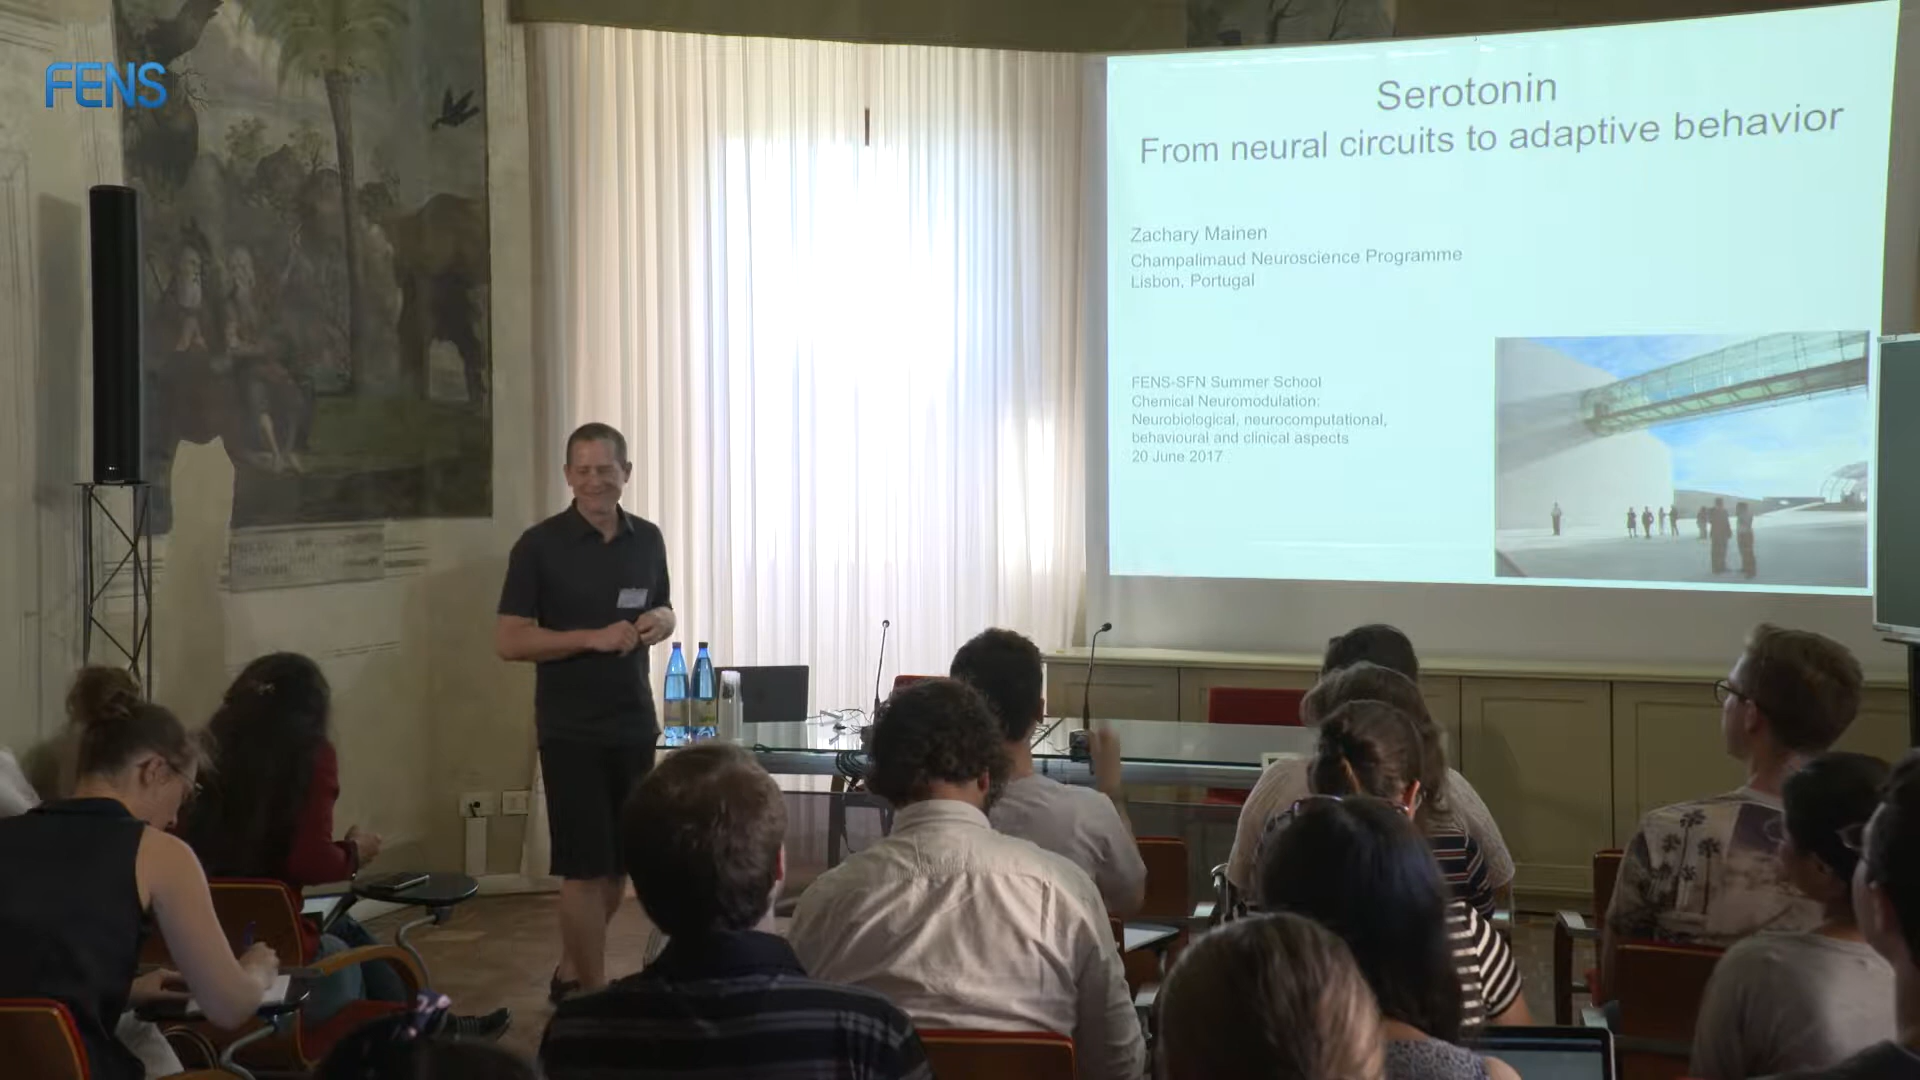 FENS
Serotonin
From neural circuits to adaptive behavior
Zachary Mainen
Champalimaud Neuroscience Programme
Lisbon, Portugal
FENS-SFN Summer School
Chemical Neuromodulation:
Neurobiological, neurocomputational,
behavioural and clinical aspects
20 June 2017